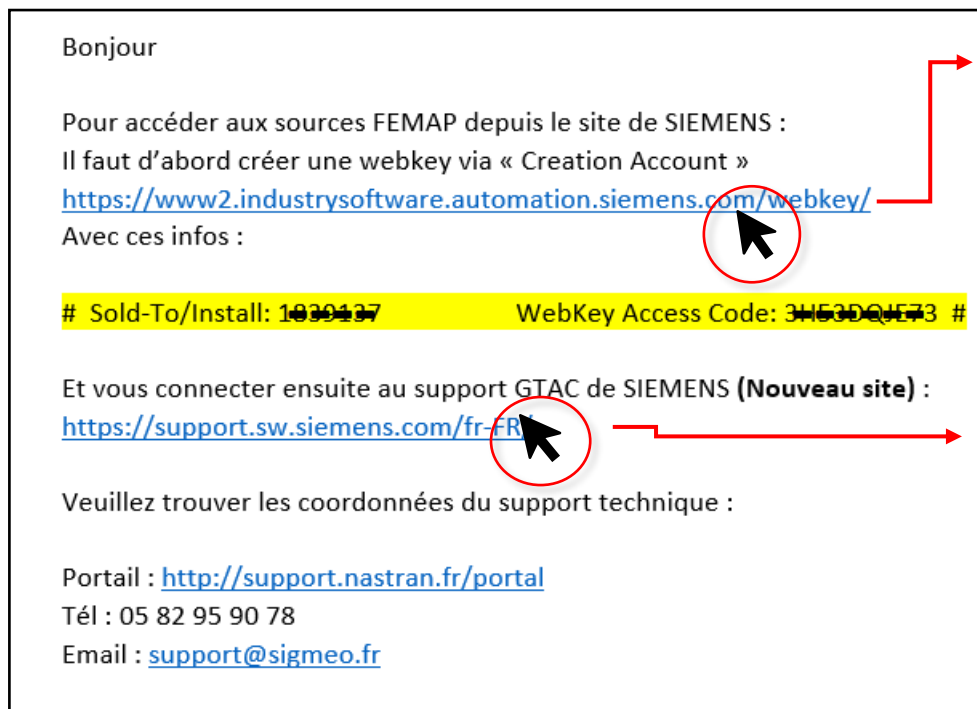 Bonjour
Pour accéder aux sources FEMAP depuis le site de SIEMENS :
Il faut d'abord créer une webkey via « Creation Account »
https://www2.industrysoftware.automation.siemens.com/webkey/
Avec ces infos :
# Sold-To/Install: WebKey Access Code: #
Et vous connecter ensuite au support GTAC de SIEMENS (Nouveau site) :
https://support.sw.siemens.com/fr-FR/
Veuillez trouver les coordonnées du support technique :
Portail : http://support.nastran.fr/portal
Tél : 05 82 95 90 78
Email : support@sigmeo.fr